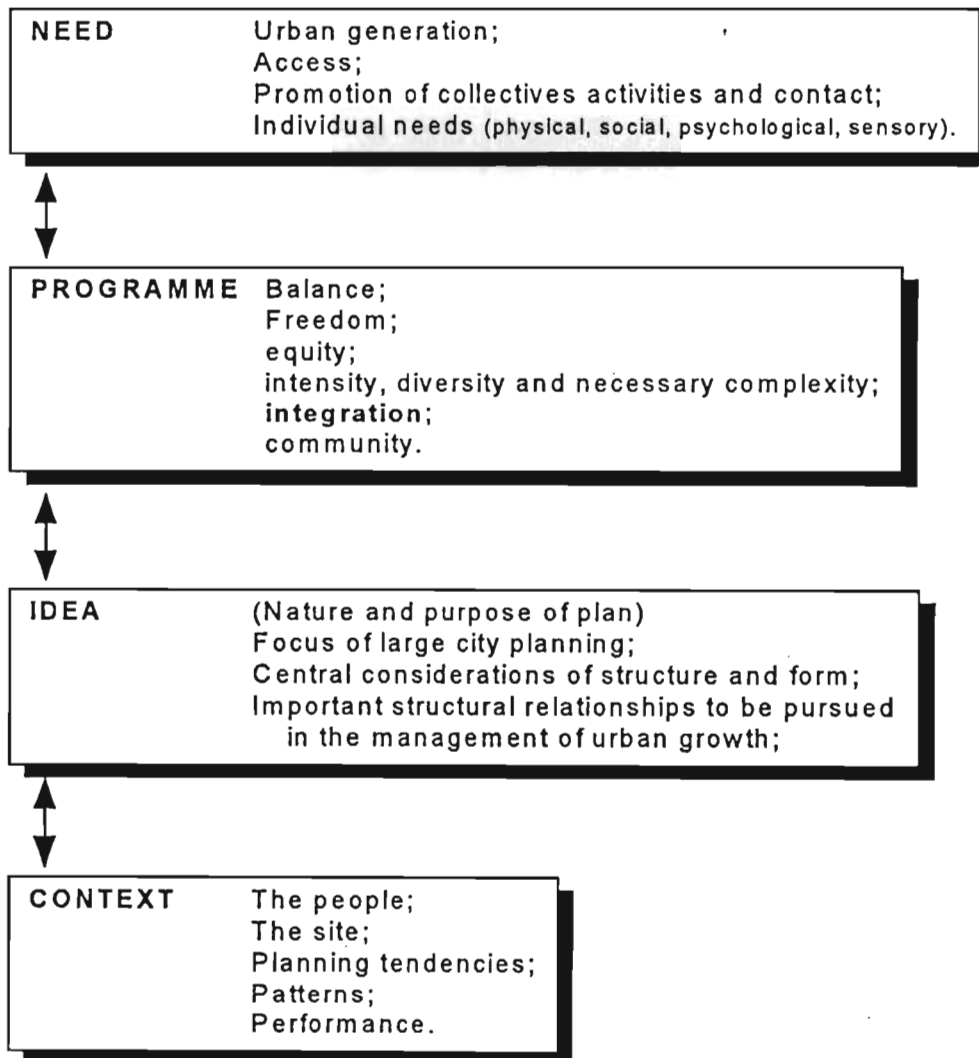 NEED Urban generation;
Access;
Promotion of collectives activities and contact;
Individual needs (physical, social, psychological, sensory).
PROGRAMME Balance;
Freedom;
equity;
intensity, diversity and necessary complexity;
integration;
community.
IDEA (Nature and purpose of plan)
Focus of large city planning;
Central considerations of structure and form;
Important structural relationships to be pursued
in the management of urban growth;
CONTEXT The people;
The site;
Planning tendencies;
Patterns;
Performance.